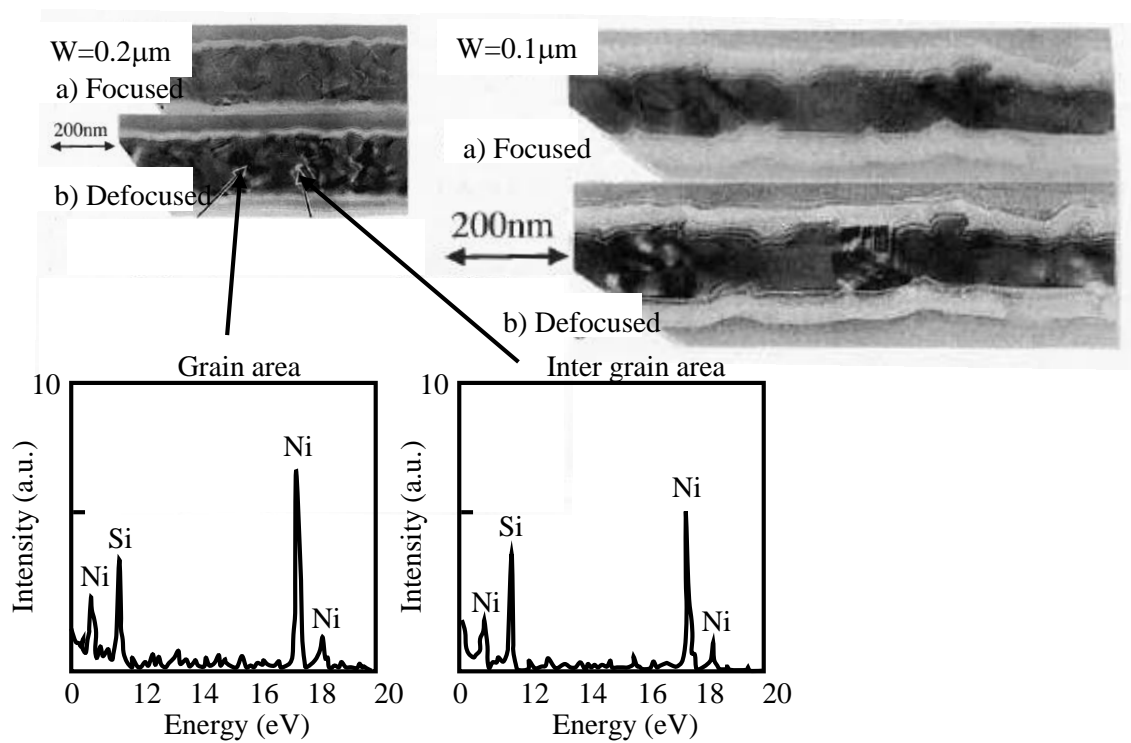 W=0.2μm
a) Focused
200nm
b) Defocused
W=0.1μm
a) Focused
200nm
b) Defocused
Grain area
10
Intensity (a.u.)
Ni
Si
Ni
Ni
0 12 14 16 18 20
Energy (eV)
Inter grain area
10
Intensity (a.u.)
Ni
Si
Ni
Ni
0 12 14 16 18 20
Energy (eV)